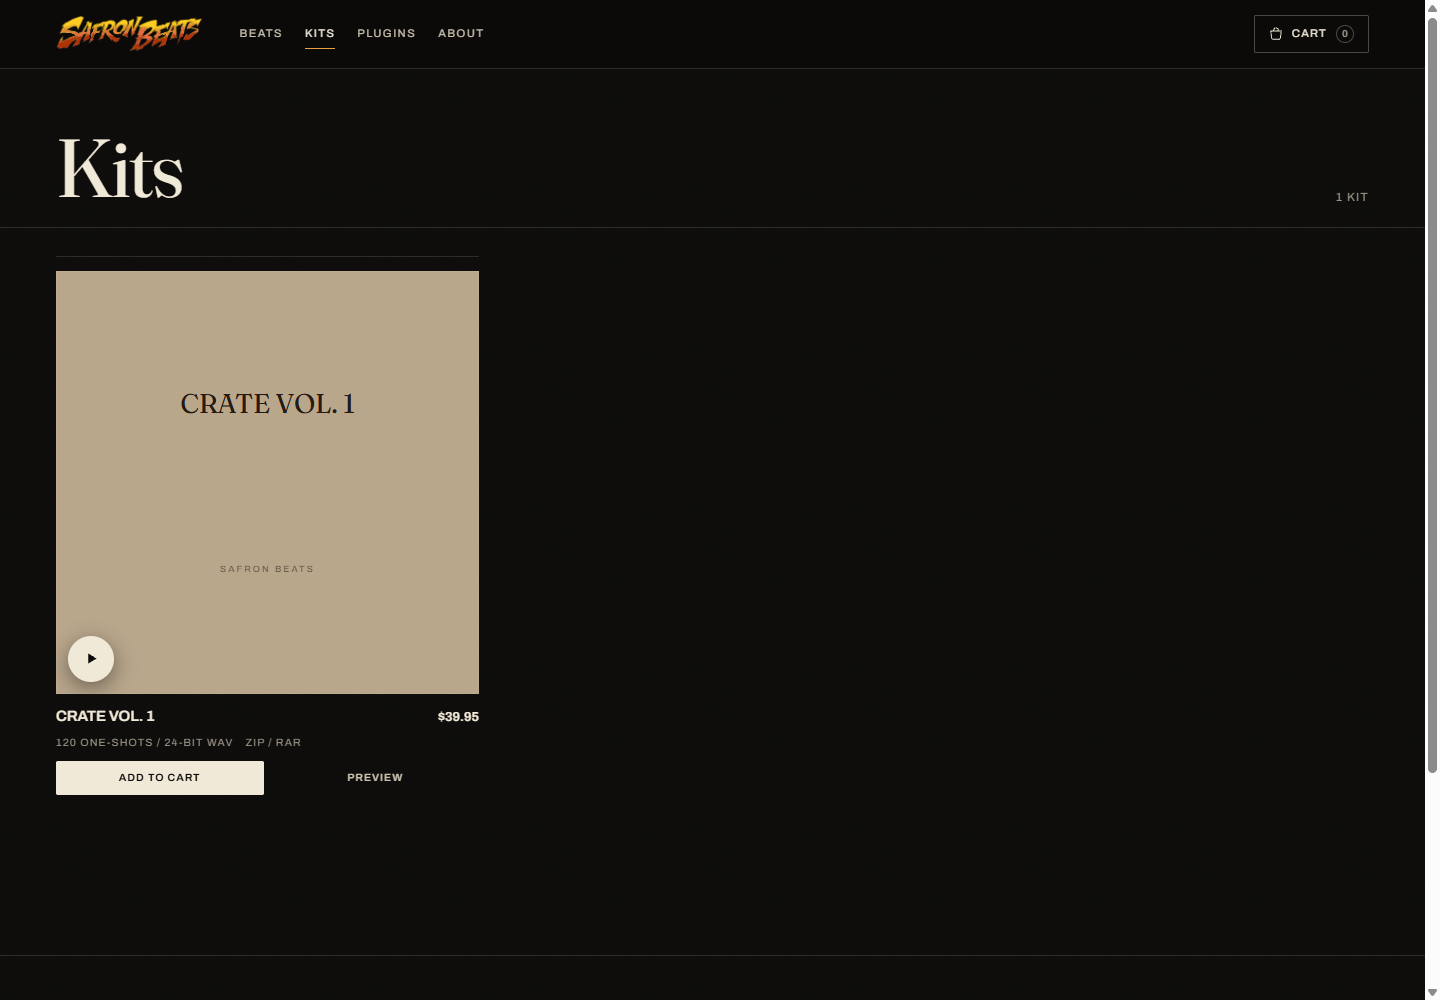 SAFRON BEATS
BEATS KITS PLUGINS ABOUT
CART 0
Kits
1 KIT
CRATE VOL. 1
SAFRON BEATS
CRATE VOL. 1 $39.95
120 ONE-SHOTS / 24-BIT WAV ZIP / RAR
ADD TO CART PREVIEW